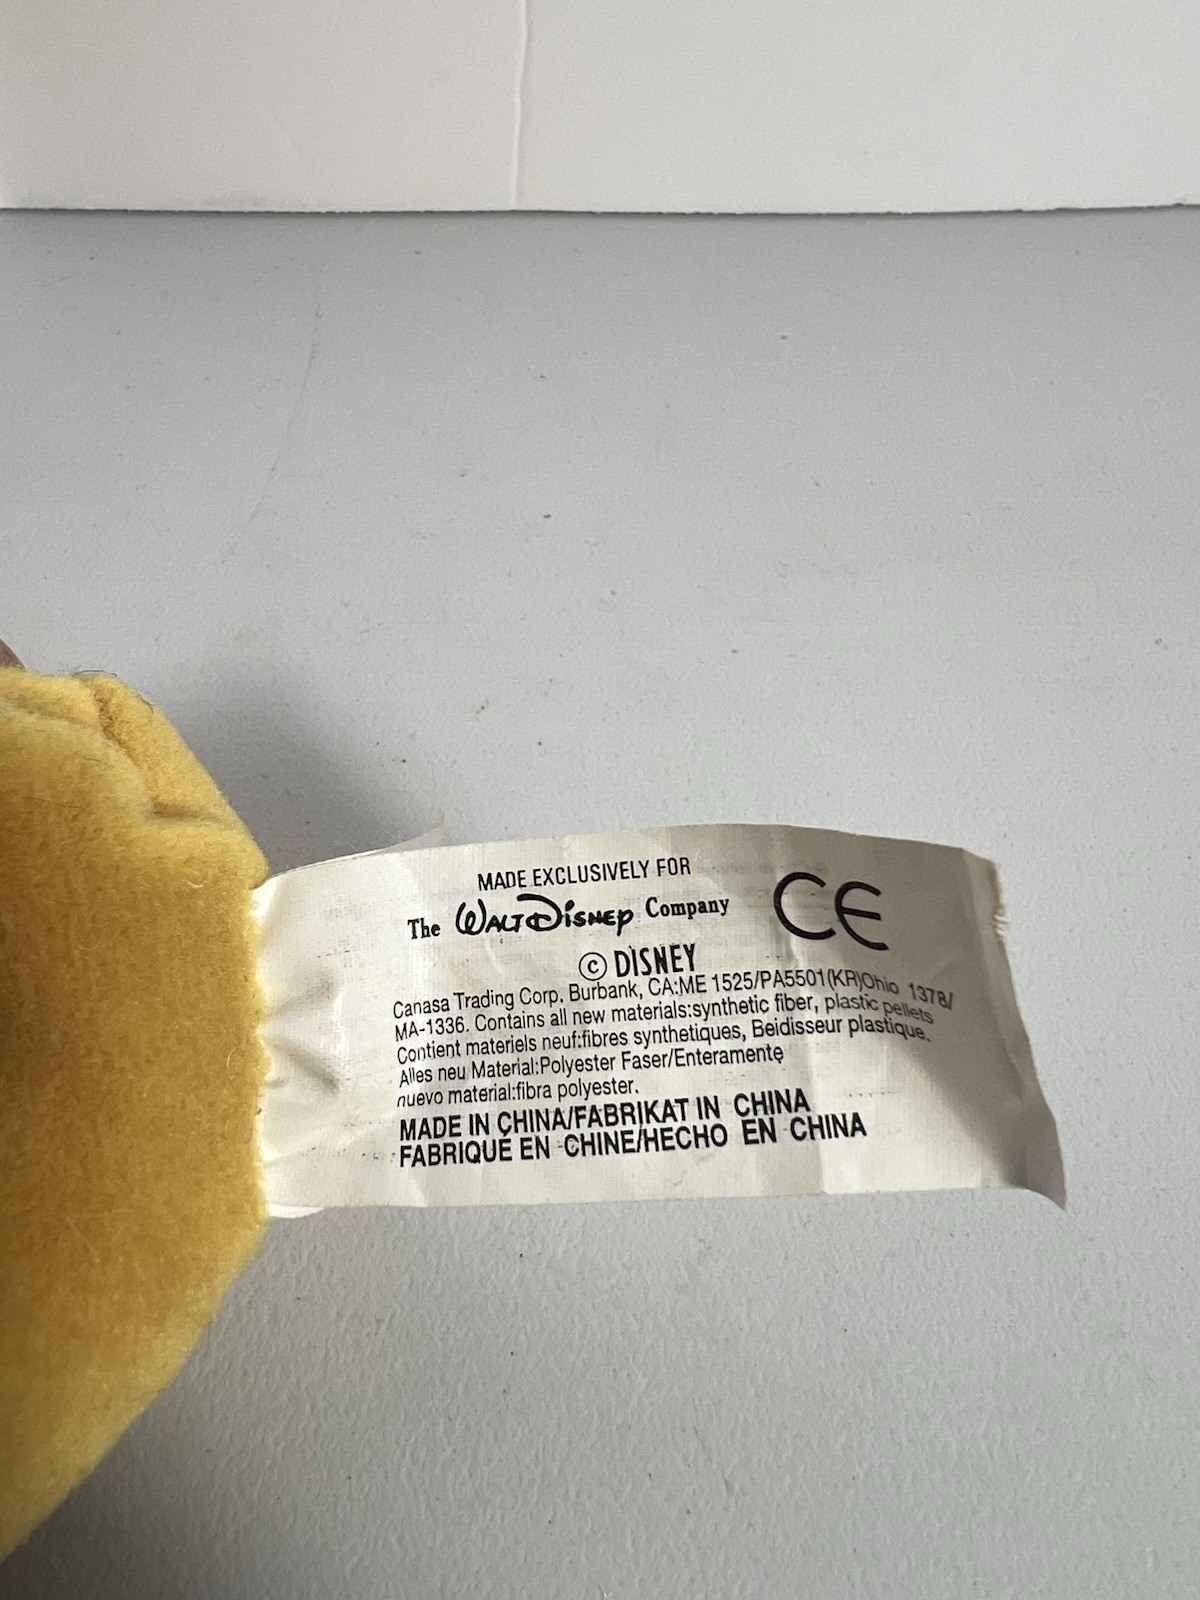 MADE EXCLUSIVELY FOR
The Walt Disney Company
CE
© DISNEY
Canasa Trading Corp. Burbank, CA:ME 1525/PA5501(KR)Ohio 1378/
MA-1336. Contains all new materials:synthetic fiber, plastic pellets
Contient materiels neuf:fibres synthetiques, Beidisseur plastique.
Alles neu Material:Polyester Faser/Enteramente
nuevo material:fibra polyester.
MADE IN CHINA/FABRIKAT IN CHINA
FABRIQUE EN CHINE/HECHO EN CHINA